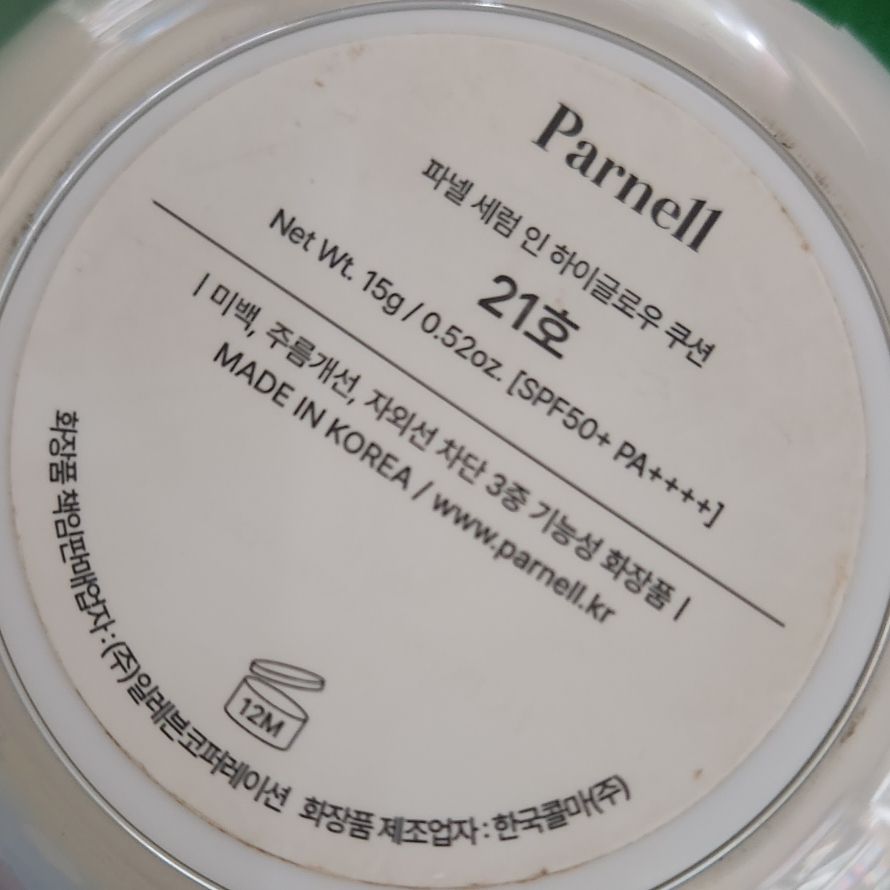 Parnell
파넬 세럼 인 하이글로우 쿠션
21호
Net Wt. 15g / 0.52oz. [SPF50+ PA++++]
| 미백, 주름개선, 자외선 차단 3중 기능성 화장품 |
MADE IN KOREA / www.parnell.kr
12M
화장품 책임판매업자 : (주)일레븐코퍼레이션 화장품 제조업자 : 한국콜마(주)